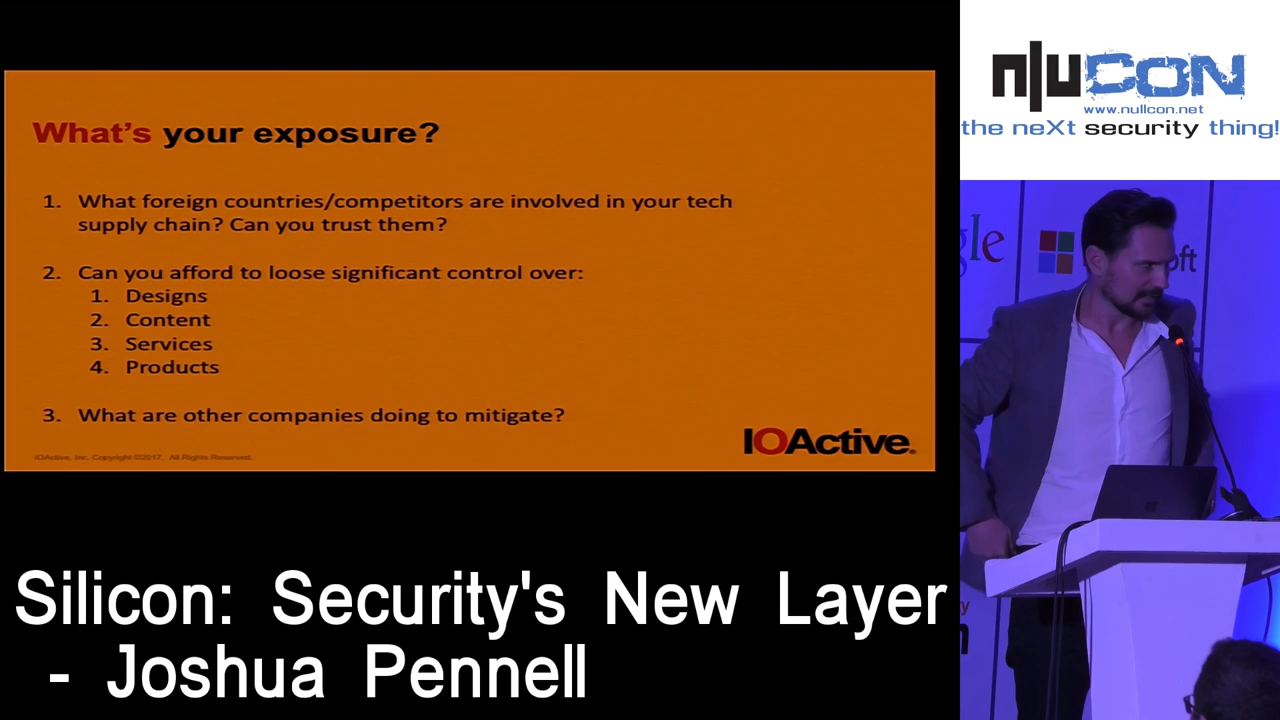 What's your exposure?
1. What foreign countries/competitors are involved in your tech
supply chain? Can you trust them?
2. Can you afford to loose significant control over:
1. Designs
2. Content
3. Services
4. Products
3. What are other companies doing to mitigate?
IOActive, Inc. Copyright ©2017. All Rights Reserved.
IOActive.
Silicon: Security's New Layer
- Joshua Pennell
n|uCON
www.nullcon.net
the neXt security thing!
gle
oft